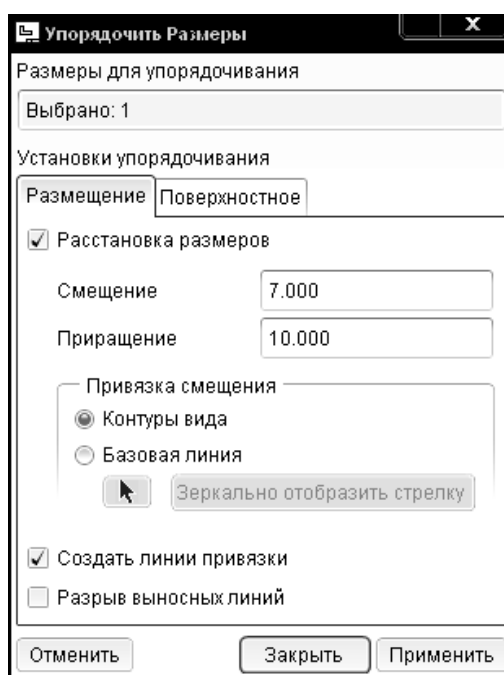 Упорядочить Размеры
Размеры для упорядочивания
Выбрано: 1
Установки упорядочивания
Размещение Поверхностное
Расстановка размеров
Смещение 7.000
Приращение 10.000
Привязка смещения
Контуры вида
Базовая линия
Зеркально отобразить стрелку
Создать линии привязки
Разрыв выносных линий
Отменить Закрыть Применить